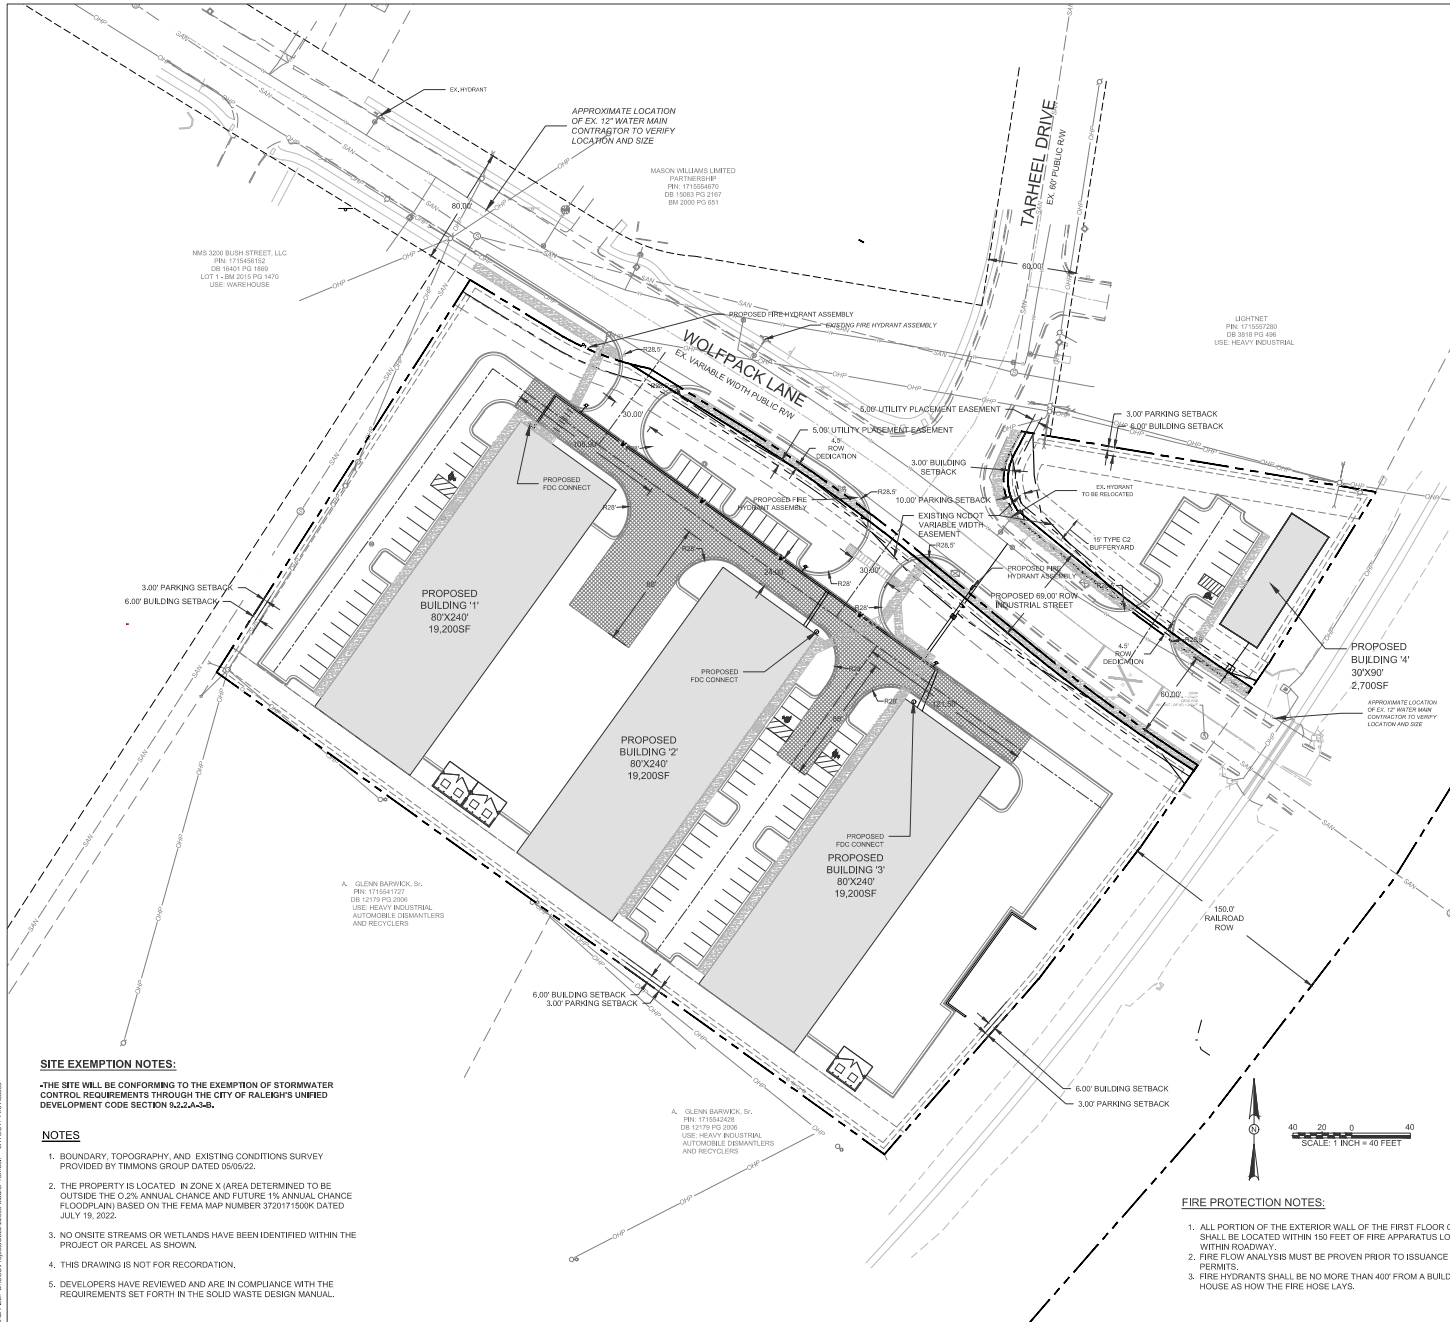 EX. HYDRANT
APPROXIMATE LOCATION
OF EX. 12" WATER MAIN
CONTRACTOR TO VERIFY
LOCATION AND SIZE
MASON WILLIAMS LIMITED
PARTNERSHIP
PIN: 1715554670
DB 15083 PG 2167
BM 2000 PG 651
TARHEEL DRIVE
EX. 60' PUBLIC R/W
80.00'
60.00'
NMS 3200 BUSH STREET, LLC
PIN: 1715456152
DB 16401 PG 1869
LOT 1 - BM 2015 PG 1470
USE: WAREHOUSE
LIGHTNET
PIN: 1715557280
DB 3818 PG 496
USE: HEAVY INDUSTRIAL
PROPOSED FIRE HYDRANT ASSEMBLY
EXISTING FIRE HYDRANT ASSEMBLY
WOLFPACK LANE
EX. VARIABLE WIDTH PUBLIC R/W
R28.5'
30.00'
5.00' UTILITY PLACEMENT EASEMENT
5.00' UTILITY PLACEMENT EASEMENT
3.00' PARKING SETBACK
6.00' BUILDING SETBACK
4.5'
ROW
DEDICATION
3.00' BUILDING
SETBACK
10.00' PARKING SETBACK
EX. HYDRANT
TO BE RELOCATED
PROPOSED
FDC CONNECT
PROPOSED FIRE
HYDRANT ASSEMBLY
R28.5'
EXISTING NCDOT
VARIABLE WIDTH
EASEMENT
15' TYPE C2
BUFFERYARD
R28'
R28'
R28.5'
30.00'
R28'
R28'
PROPOSED FIRE
HYDRANT ASSEMBLY
PROPOSED 69.00' ROW
INDUSTRIAL STREET
3.00' PARKING SETBACK
6.00' BUILDING SETBACK
PROPOSED
BUILDING '1'
80'X240'
19,200SF
4.5'
ROW
DEDICATION
PROPOSED
BUILDING '4'
30'X90'
2,700SF
60.00'
APPROXIMATE LOCATION
OF EX. 12" WATER MAIN
CONTRACTOR TO VERIFY
LOCATION AND SIZE
PROPOSED
FDC CONNECT
R28'
R28'
121.50'
PROPOSED
BUILDING '2'
80'X240'
19,200SF
PROPOSED
FDC CONNECT
PROPOSED
BUILDING '3'
80'X240'
19,200SF
A. GLENN BARWICK, Sr.
PIN: 1715541727
DB 12179 PG 2006
USE: HEAVY INDUSTRIAL
AUTOMOBILE DISMANTLERS
AND RECYCLERS
150.0'
RAILROAD
ROW
6.00' BUILDING SETBACK
3.00' PARKING SETBACK
SITE EXEMPTION NOTES:
-THE SITE WILL BE CONFORMING TO THE EXEMPTION OF STORMWATER
CONTROL REQUIREMENTS THROUGH THE CITY OF RALEIGH'S UNIFIED
DEVELOPMENT CODE SECTION 9.2.2.A-3-B.
6.00' BUILDING SETBACK
3.00' PARKING SETBACK
A. GLENN BARWICK, Sr.
PIN: 1715542428
DB 12179 PG 2006
USE: HEAVY INDUSTRIAL
AUTOMOBILE DISMANTLERS
AND RECYCLERS
N
40 20 0 40
SCALE: 1 INCH = 40 FEET
NOTES
1. BOUNDARY, TOPOGRAPHY, AND EXISTING CONDITIONS SURVEY
PROVIDED BY TIMMONS GROUP DATED 05/05/22.
2. THE PROPERTY IS LOCATED IN ZONE X (AREA DETERMINED TO BE
OUTSIDE THE 0.2% ANNUAL CHANCE AND FUTURE 1% ANNUAL CHANCE
FLOODPLAIN) BASED ON THE FEMA MAP NUMBER 3720171500K DATED
JULY 19, 2022.
3. NO ONSITE STREAMS OR WETLANDS HAVE BEEN IDENTIFIED WITHIN THE
PROJECT OR PARCEL AS SHOWN.
4. THIS DRAWING IS NOT FOR RECORDATION.
5. DEVELOPERS HAVE REVIEWED AND ARE IN COMPLIANCE WITH THE
REQUIREMENTS SET FORTH IN THE SOLID WASTE DESIGN MANUAL.
FIRE PROTECTION NOTES:
1. ALL PORTION OF THE EXTERIOR WALL OF THE FIRST FLOOR
SHALL BE LOCATED WITHIN 150 FEET OF FIRE APPARATUS
WITHIN ROADWAY.
2. FIRE FLOW ANALYSIS MUST BE PROVEN PRIOR TO ISSUANCE
PERMITS.
3. FIRE HYDRANTS SHALL BE NO MORE THAN 400' FROM A
HOUSE AS HOW THE FIRE HOSE LAYS.